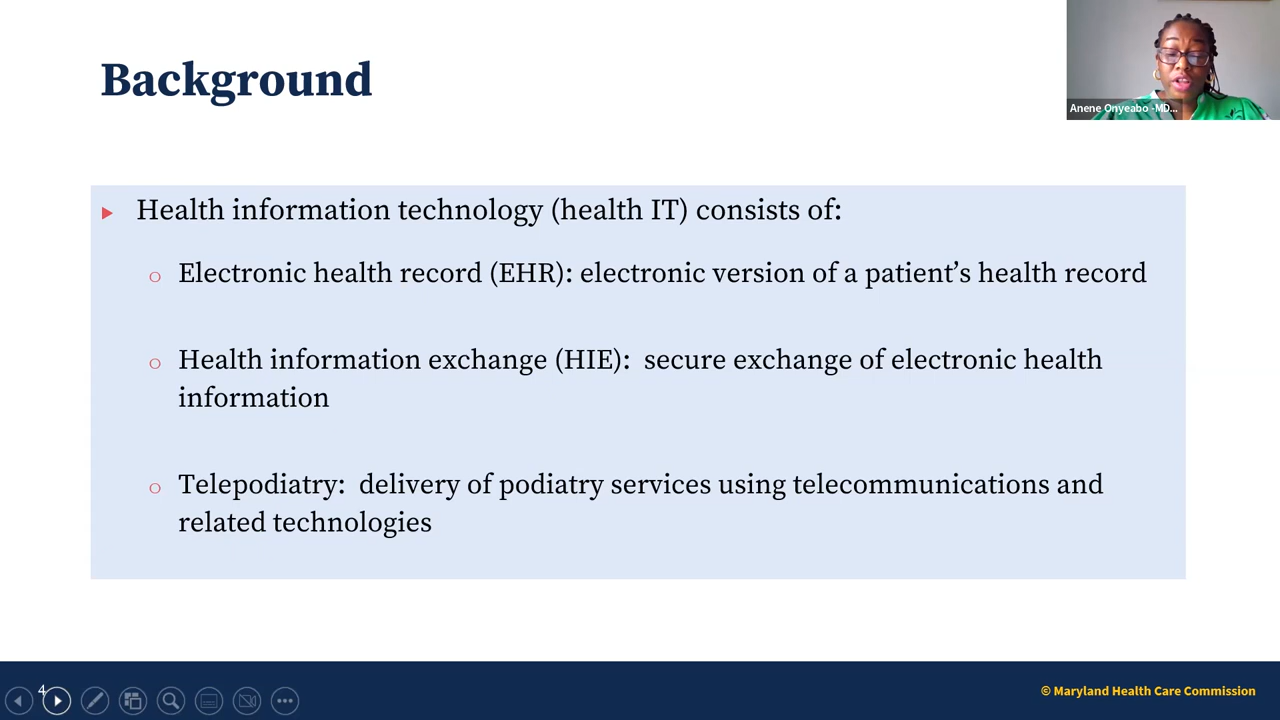 Background
Anene Onyeabo -MD...
Health information technology (health IT) consists of:
Electronic health record (EHR): electronic version of a patient’s health record
Health information exchange (HIE):  secure exchange of electronic health
information
Telepodiatry:  delivery of podiatry services using telecommunications and
related technologies
4
© Maryland Health Care Commission